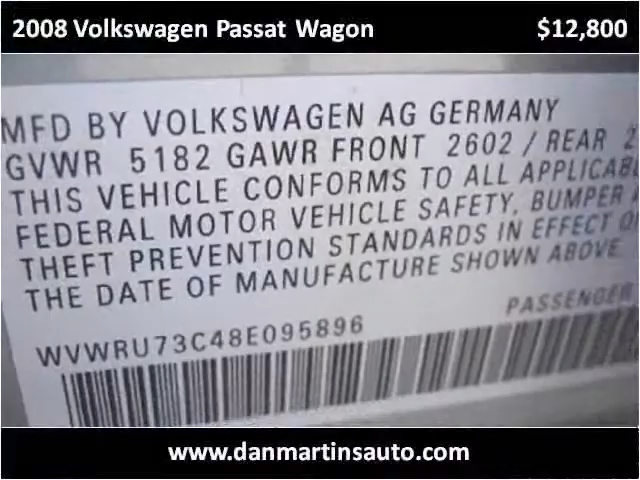 2008 Volkswagen Passat Wagon $12,800
MFD BY VOLKSWAGEN AG GERMANY
GVWR 5182 GAWR FRONT 2602 / REAR 2
THIS VEHICLE CONFORMS TO ALL APPLICABL
FEDERAL MOTOR VEHICLE SAFETY, BUMPER
THEFT PREVENTION STANDARDS IN EFFECT O
THE DATE OF MANUFACTURE SHOWN ABOVE
PASSENGER
WVWRU73C48E095896
www.danmartinsauto.com